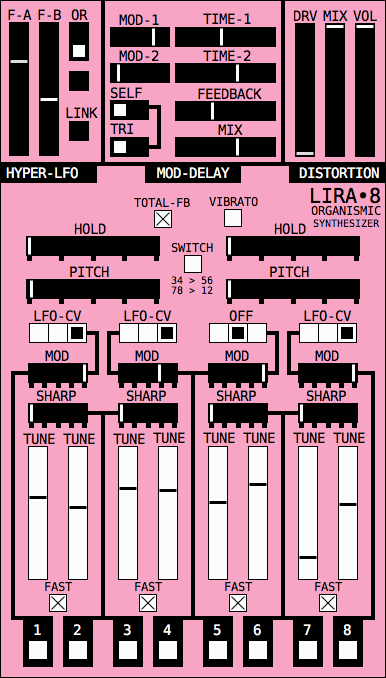 F-A F-B OR
LINK
MOD-1 TIME-1
MOD-2 TIME-2
SELF FEEDBACK
TRI MIX
DRV MIX VOL
HYPER-LFO MOD-DELAY DISTORTION
TOTAL-FB VIBRATO
LIRA•8
ORGANISMIC
SYNTHESIZER
HOLD HOLD
SWITCH
PITCH PITCH
34 > 56
78 > 12
LFO-CV LFO-CV OFF LFO-CV
MOD MOD MOD MOD
SHARP SHARP SHARP SHARP
TUNE TUNE TUNE TUNE TUNE TUNE TUNE TUNE
FAST FAST FAST FAST
1 2 3 4 5 6 7 8